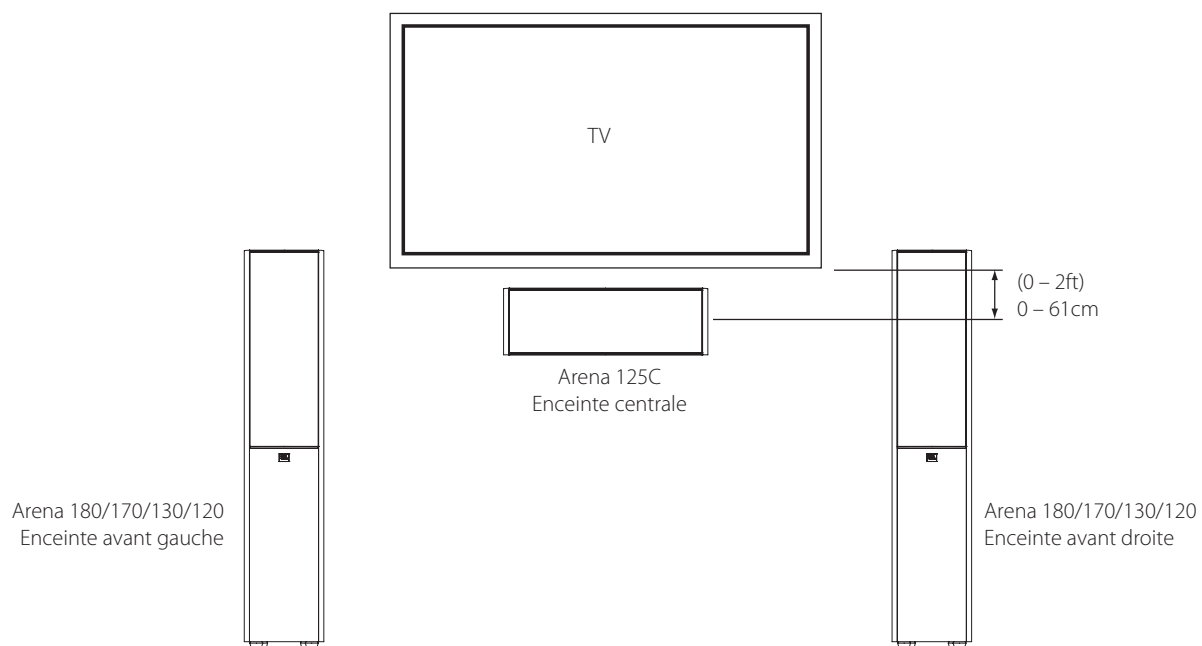 TV
(0 – 2ft)
0 – 61cm
Arena 125C
Enceinte centrale
Arena 180/170/130/120
Enceinte avant gauche
Arena 180/170/130/120
Enceinte avant droite